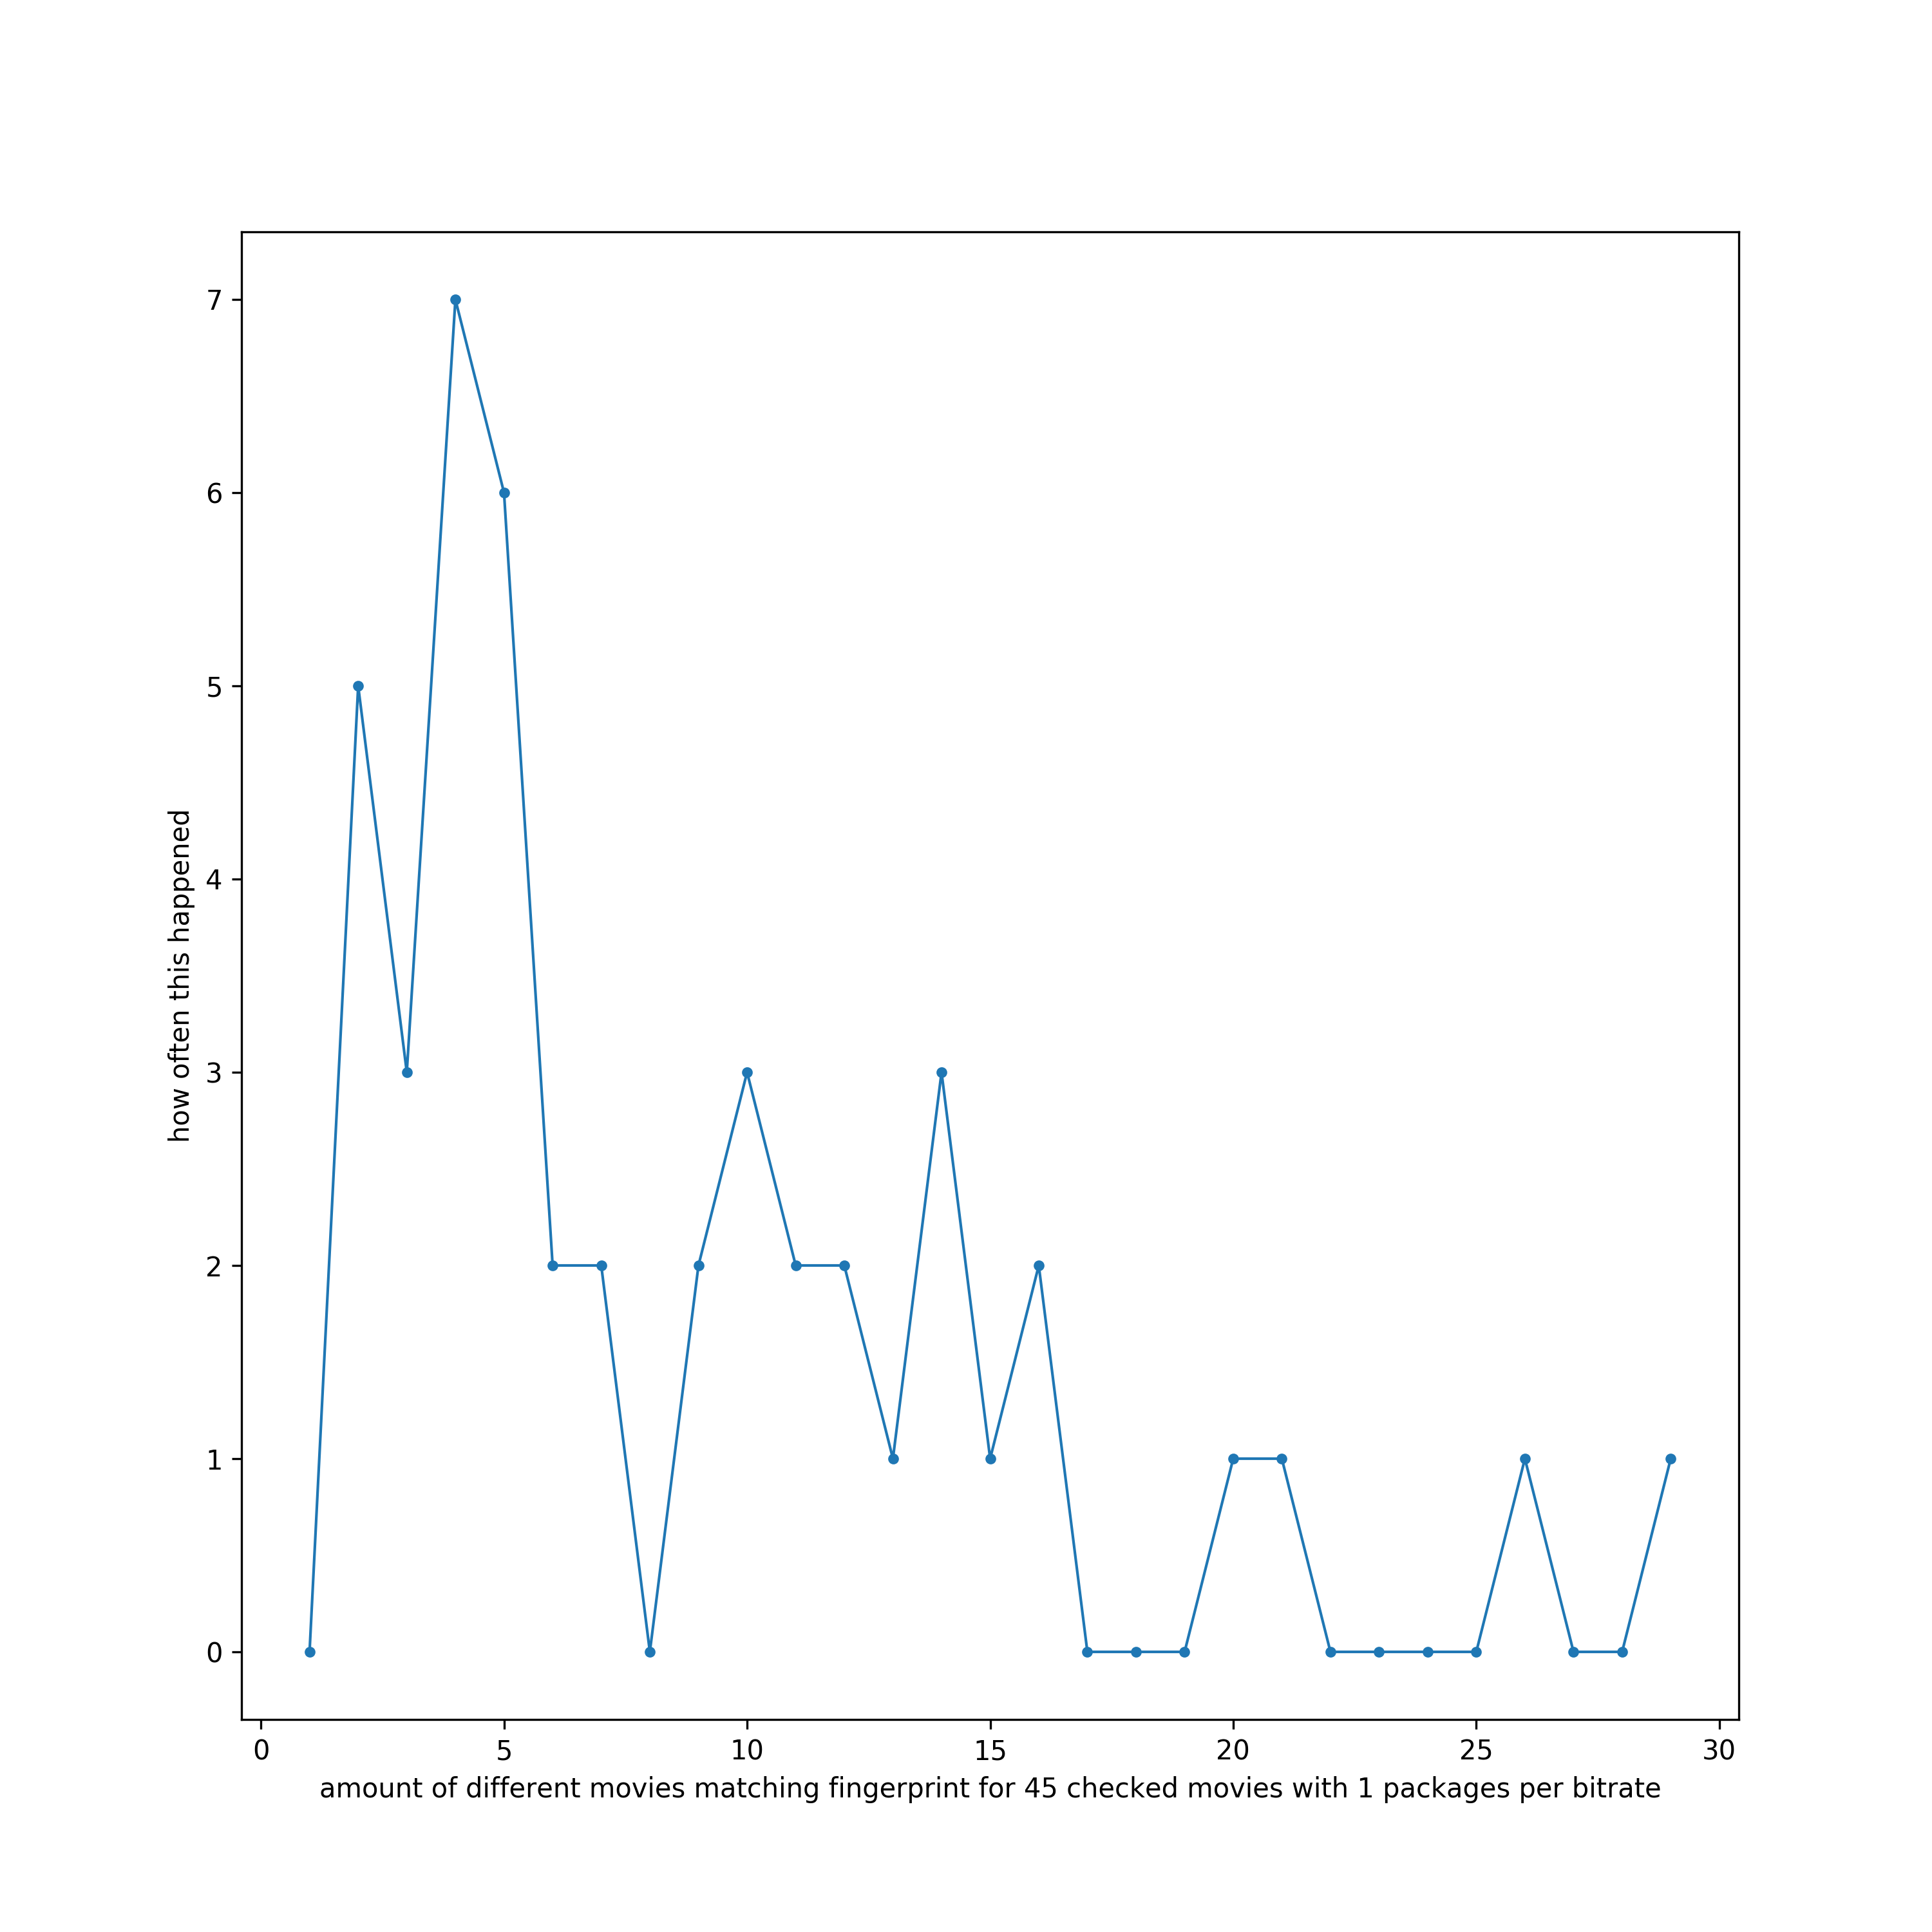 7
6
5
4
3
2
1
0
how often this happened
0 5 10 15 20 25 30
amount of different movies matching fingerprint for 45 checked movies with 1 packages per bitrate